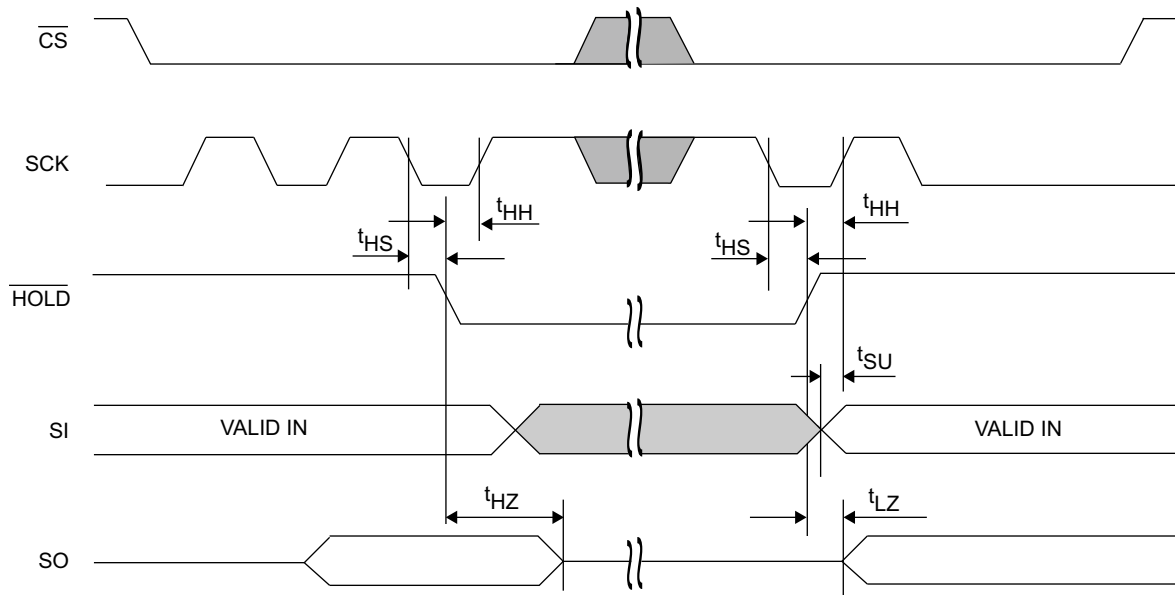 CS
SCK
tHH
tHH
tHS
tHS
HOLD
tSU
SI
VALID IN
VALID IN
tHZ
tLZ
SO